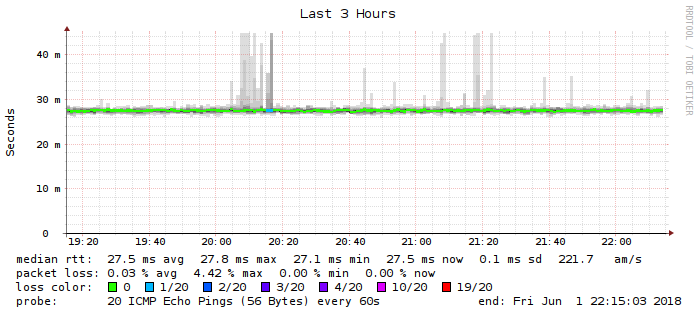 Last 3 Hours
RRDTOOL / TOBI OETIKER
Seconds
40 m
30 m
20 m
10 m
0
19:20 19:40 20:00 20:20 20:40 21:00 21:20 21:40 22:00
median rtt: 27.5 ms avg 27.8 ms max 27.1 ms min 27.5 ms now 0.1 ms sd 221.7 am/s
packet loss: 0.03 % avg 4.42 % max 0.00 % min 0.00 % now
loss color: 0 1/20 2/20 3/20 4/20 10/20 19/20
probe: 20 ICMP Echo Pings (56 Bytes) every 60s end: Fri Jun 1 22:15:03 2018